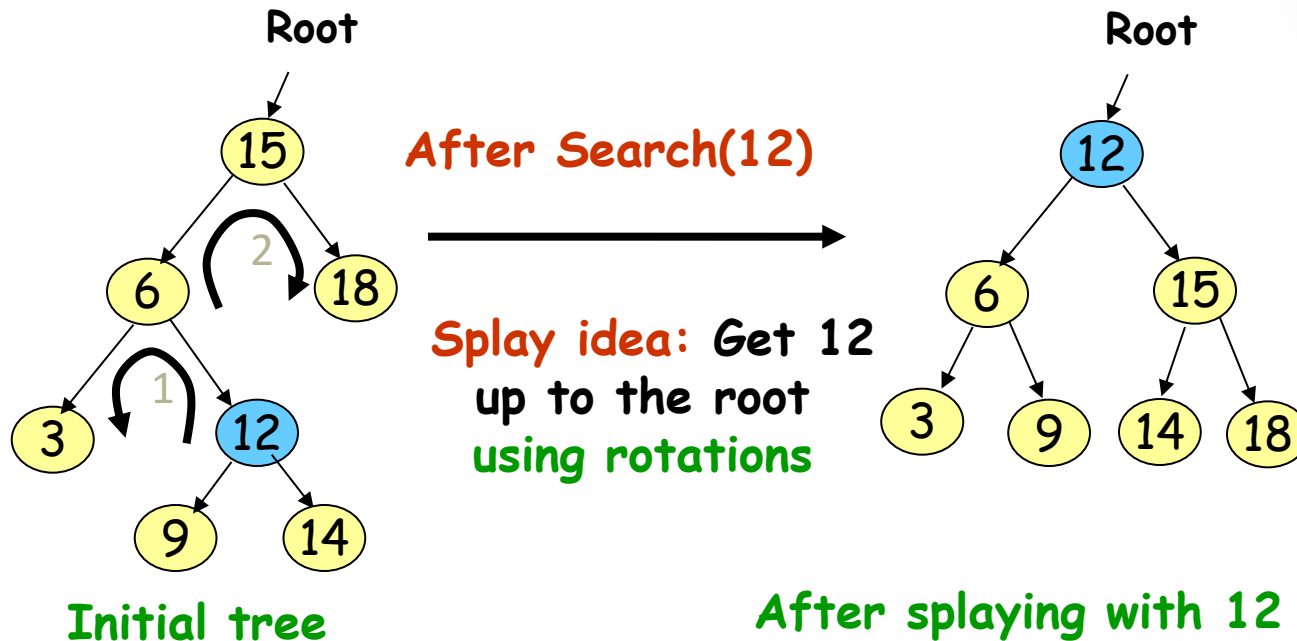 Root
15
2
6
18
1
3
12
9
14
Initial tree
After Search(12)
Splay idea: Get 12
up to the root
using rotations
Root
12
6
15
3
9
14
18
After splaying with 12